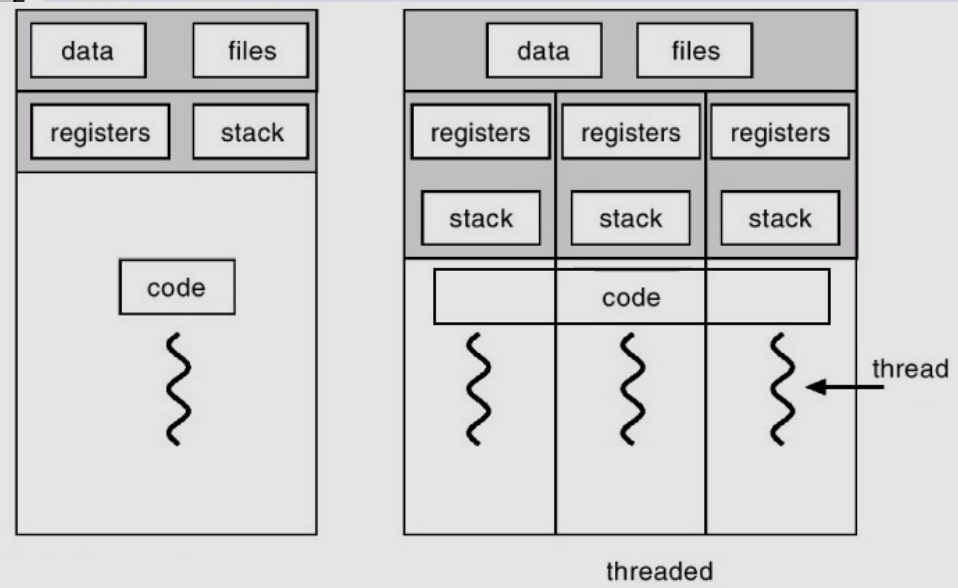 data files
registers stack
code
data files
registers registers registers
stack stack stack
code
thread
threaded